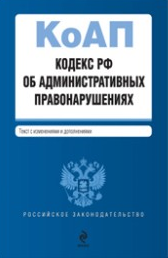 КоАП
КОДЕКС РФ
ОБ АДМИНИСТРАТИВНЫХ
ПРАВОНАРУШЕНИЯХ
Текст с изменениями и дополнениями
РОССИЙСКОЕ ЗАКОНОДАТЕЛЬСТВО